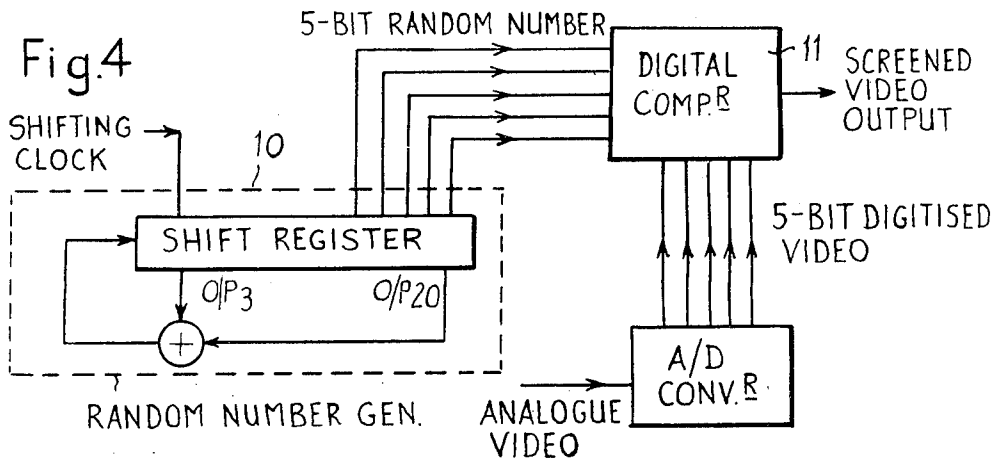 Fig.4
5-BIT RANDOM NUMBER
DIGITAL
COMP.R
11
SCREENED
VIDEO
OUTPUT
SHIFTING
CLOCK
10
SHIFT REGISTER
O/P3
O/P20
+
RANDOM NUMBER GEN.
5-BIT DIGITISED
VIDEO
A/D
CONV.R
ANALOGUE
VIDEO